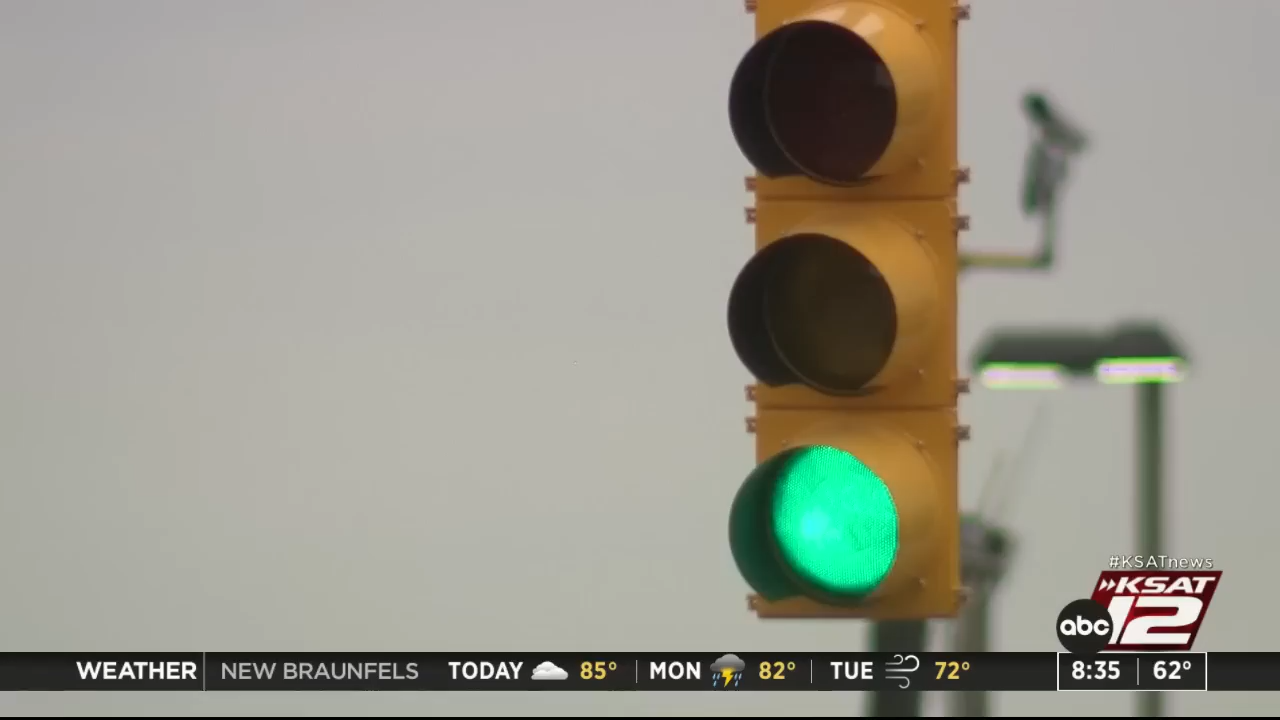 #KSATnews
KSAT
abc 12
WEATHER NEW BRAUNFELS TODAY 85° MON 82° TUE 72° 8:35 62°